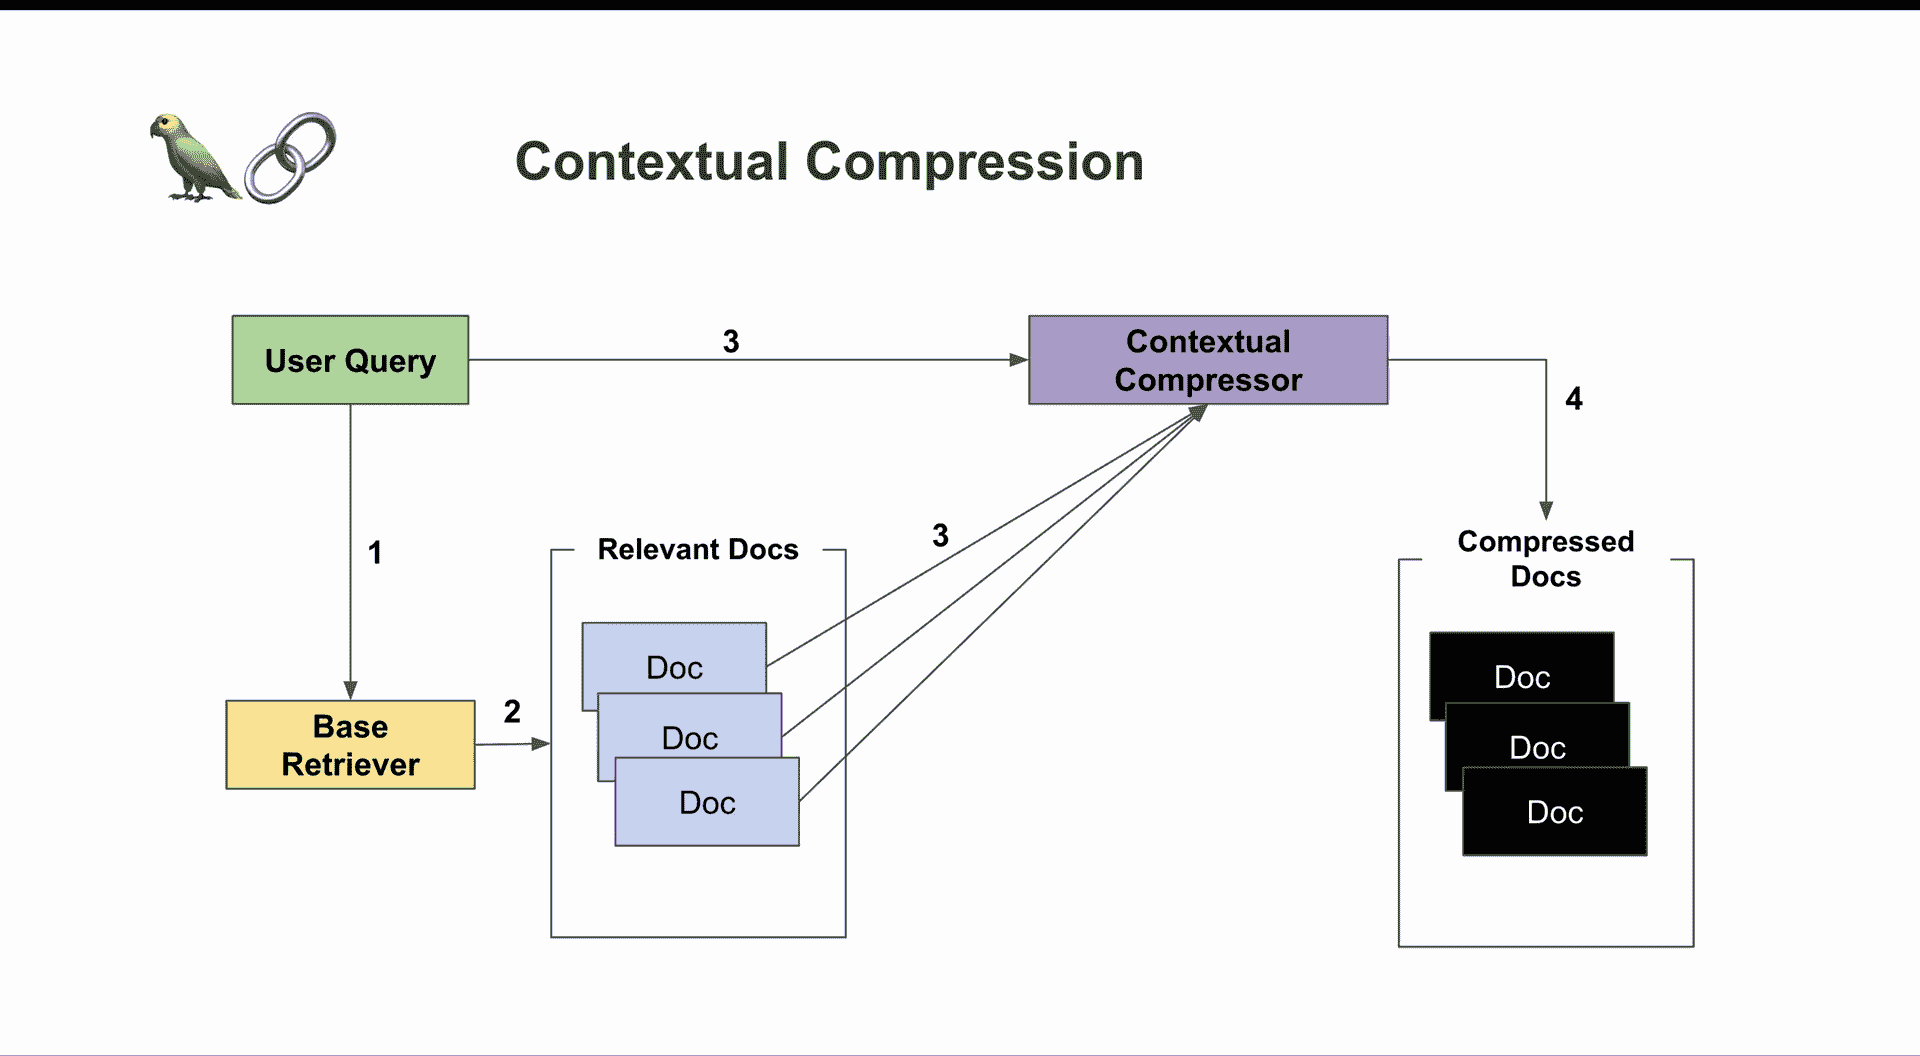 Contextual Compression
User Query
3
Contextual
Compressor
4
1
3
Relevant Docs
Doc
Doc
Doc
Base
Retriever
2
Compressed
Docs
Doc
Doc
Doc